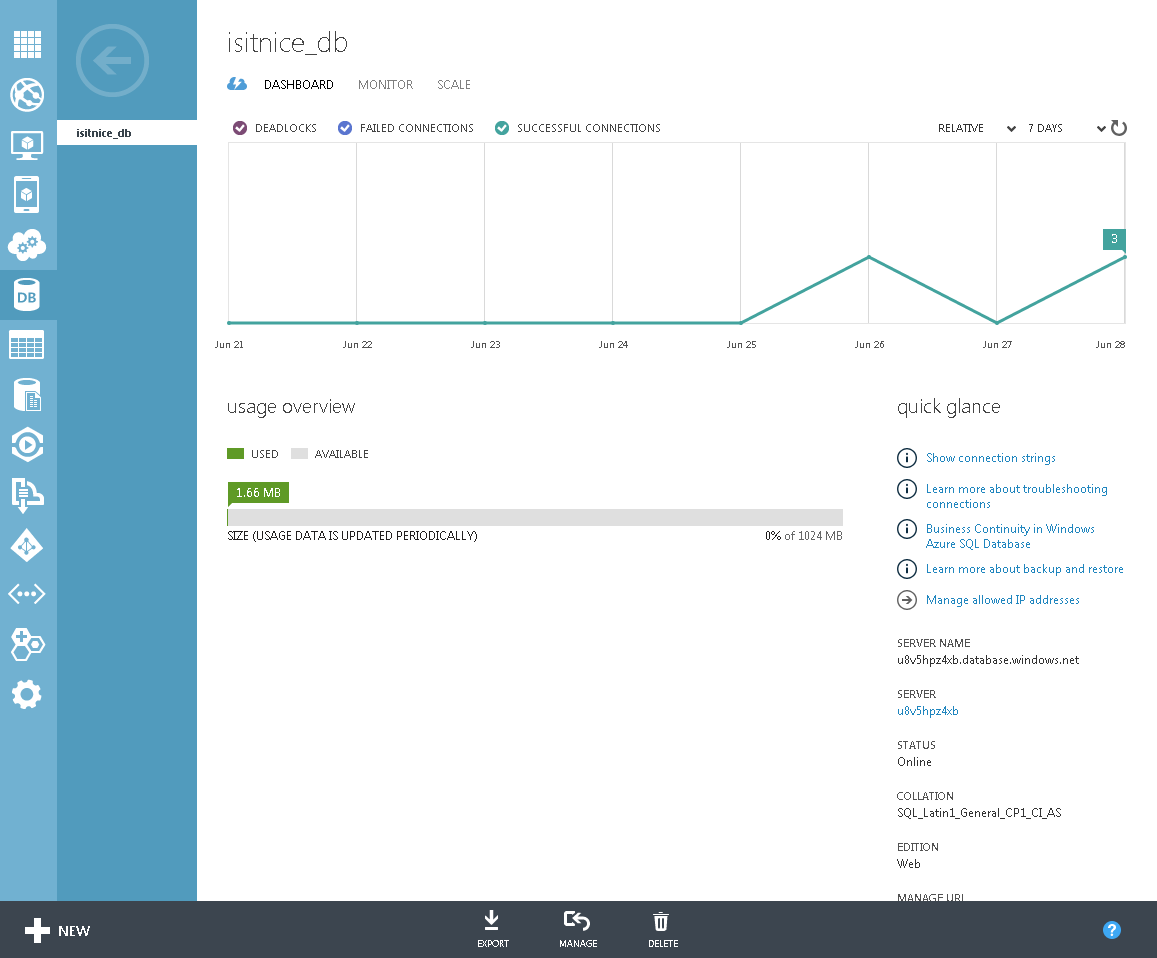 isitnice_db
isitnice_db
DASHBOARD MONITOR SCALE
DEADLOCKS FAILED CONNECTIONS SUCCESSFUL CONNECTIONS RELATIVE 7 DAYS
3
Jun 21 Jun 22 Jun 23 Jun 24 Jun 25 Jun 26 Jun 27 Jun 28
usage overview
USED AVAILABLE
1.66 MB
SIZE (USAGE DATA IS UPDATED PERIODICALLY) 0% of 1024 MB
quick glance
Show connection strings
Learn more about troubleshooting
connections
Business Continuity in Windows
Azure SQL Database
Learn more about backup and restore
Manage allowed IP addresses
SERVER NAME
u8v5hpz4xb.database.windows.net
SERVER
u8v5hpz4xb
STATUS
Online
COLLATION
SQL_Latin1_General_CP1_CI_AS
EDITION
Web
MANAGE URL
DB
NEW
EXPORT MANAGE DELETE
?